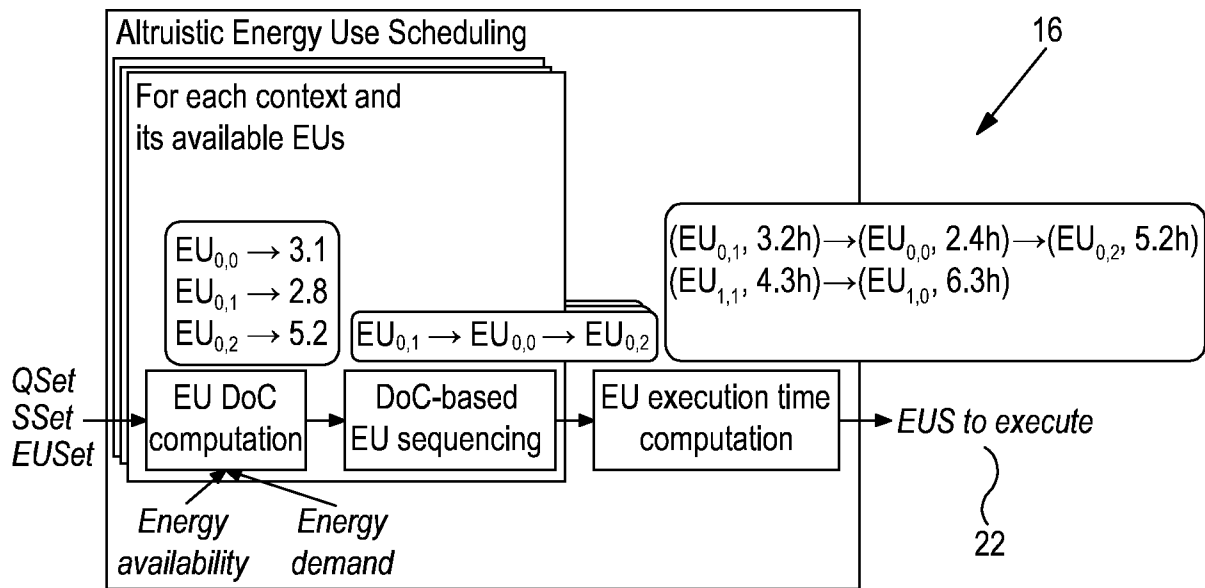 Altruistic Energy Use Scheduling
16
For each context and
its available EUs
EU0,0 → 3.1
EU0,1 → 2.8
EU0,2 → 5.2
EU0,1 → EU0,0 → EU0,2
(EU0,1, 3.2h)→(EU0,0, 2.4h)→(EU0,2, 5.2h)
(EU1,1, 4.3h)→(EU1,0, 6.3h)
QSet
SSet
EUSet
EU DoC
computation
DoC-based
EU sequencing
EU execution time
computation
EUS to execute
Energy
availability
Energy
demand
22